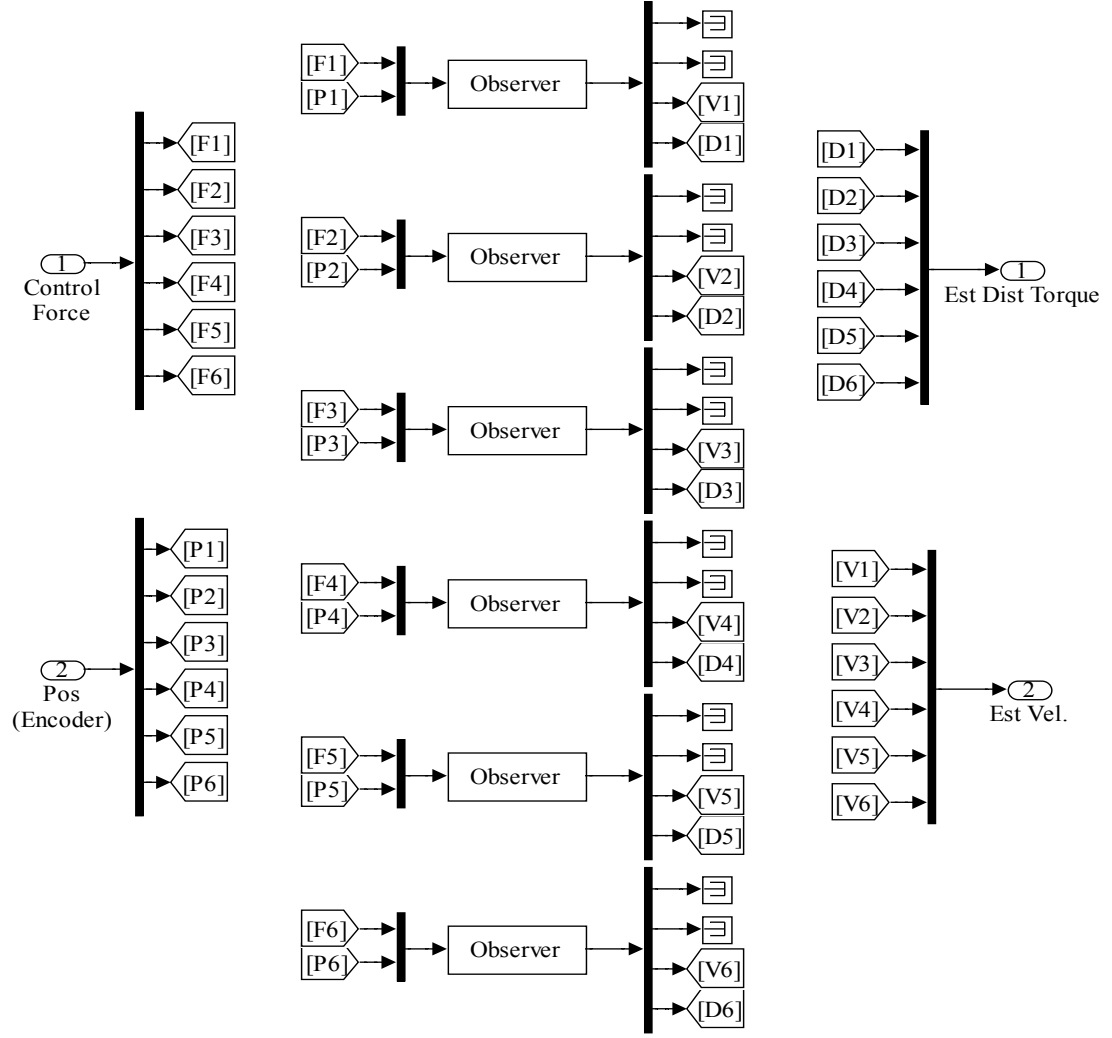 1
Control
Force
[F1]
[F2]
[F3]
[F4]
[F5]
[F6]
2
Pos
(Encoder)
[P1]
[P2]
[P3]
[P4]
[P5]
[P6]
[F1]
[P1]
Observer
[V1]
[D1]
[F2]
[P2]
Observer
[V2]
[D2]
[F3]
[P3]
Observer
[V3]
[D3]
[F4]
[P4]
Observer
[V4]
[D4]
[F5]
[P5]
Observer
[V5]
[D5]
[F6]
[P6]
Observer
[V6]
[D6]
[D1]
[D2]
[D3]
[D4]
[D5]
[D6]
1
Est Dist Torque
[V1]
[V2]
[V3]
[V4]
[V5]
[V6]
2
Est Vel.